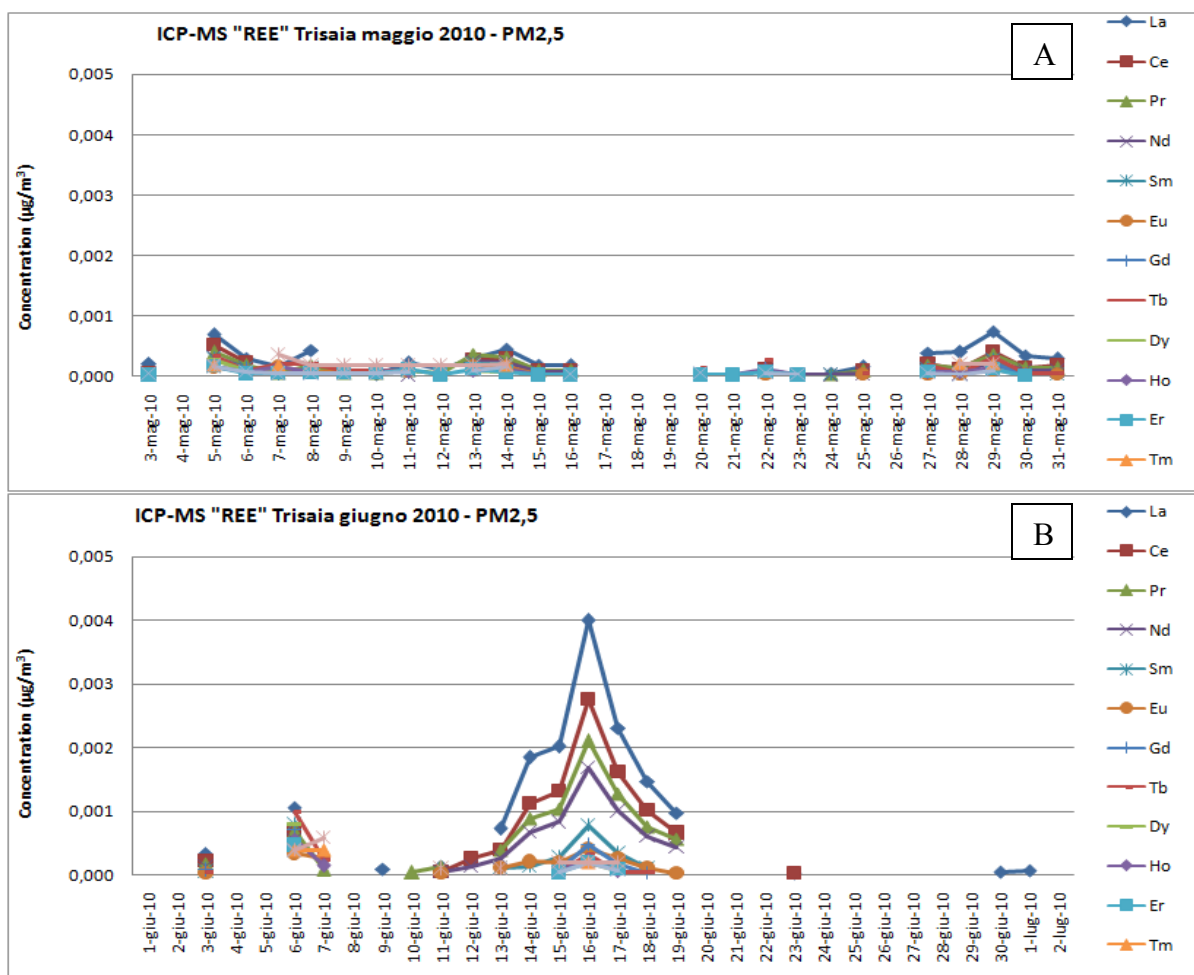 ICP-MS "REE" Trisaia maggio 2010 - PM2,5
A
Concentration (µg/m³)
0,005
0,004
0,003
0,002
0,001
0,000
3-mag-10
4-mag-10
5-mag-10
6-mag-10
7-mag-10
8-mag-10
9-mag-10
10-mag-10
11-mag-10
12-mag-10
13-mag-10
14-mag-10
15-mag-10
16-mag-10
17-mag-10
18-mag-10
19-mag-10
20-mag-10
21-mag-10
22-mag-10
23-mag-10
24-mag-10
25-mag-10
26-mag-10
27-mag-10
28-mag-10
29-mag-10
30-mag-10
31-mag-10
La
Ce
Pr
Nd
Sm
Eu
Gd
Tb
Dy
Ho
Er
Tm
ICP-MS "REE" Trisaia giugno 2010 - PM2,5
B
Concentration (µg/m³)
0,005
0,004
0,003
0,002
0,001
0,000
1-giu-10
2-giu-10
3-giu-10
4-giu-10
5-giu-10
6-giu-10
7-giu-10
8-giu-10
9-giu-10
10-giu-10
11-giu-10
12-giu-10
13-giu-10
14-giu-10
15-giu-10
16-giu-10
17-giu-10
18-giu-10
19-giu-10
20-giu-10
21-giu-10
22-giu-10
23-giu-10
24-giu-10
25-giu-10
26-giu-10
27-giu-10
28-giu-10
29-giu-10
30-giu-10
1-lug-10
2-lug-10
La
Ce
Pr
Nd
Sm
Eu
Gd
Tb
Dy
Ho
Er
Tm